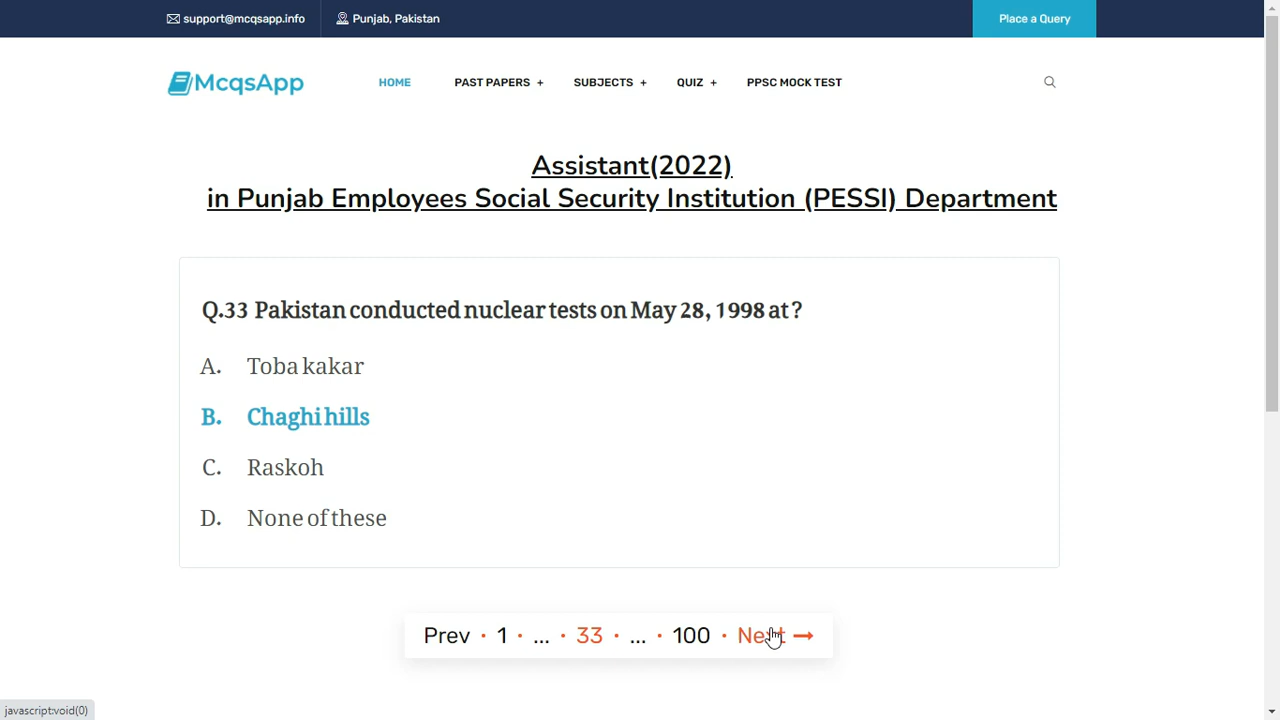 support@mcqsapp.info Punjab, Pakistan Place a Query
McqsApp HOME PAST PAPERS + SUBJECTS + QUIZ + PPSC MOCK TEST
Assistant(2022)
in Punjab Employees Social Security Institution (PESSI) Department
Q.33 Pakistan conducted nuclear tests on May 28, 1998 at ?
A. Toba kakar
B. Chaghi hills
C. Raskoh
D. None of these
Prev • 1 • ... • 33 • ... • 100 • Next →
javascript:void(0)